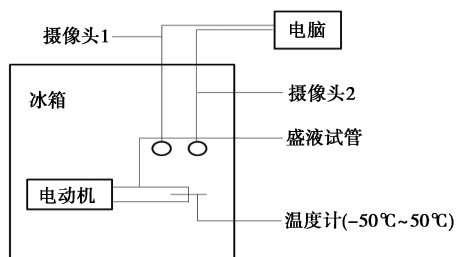 电脑
摄像头1
冰箱
摄像头2
盛液试管
电动机
温度计(-50℃~50℃)